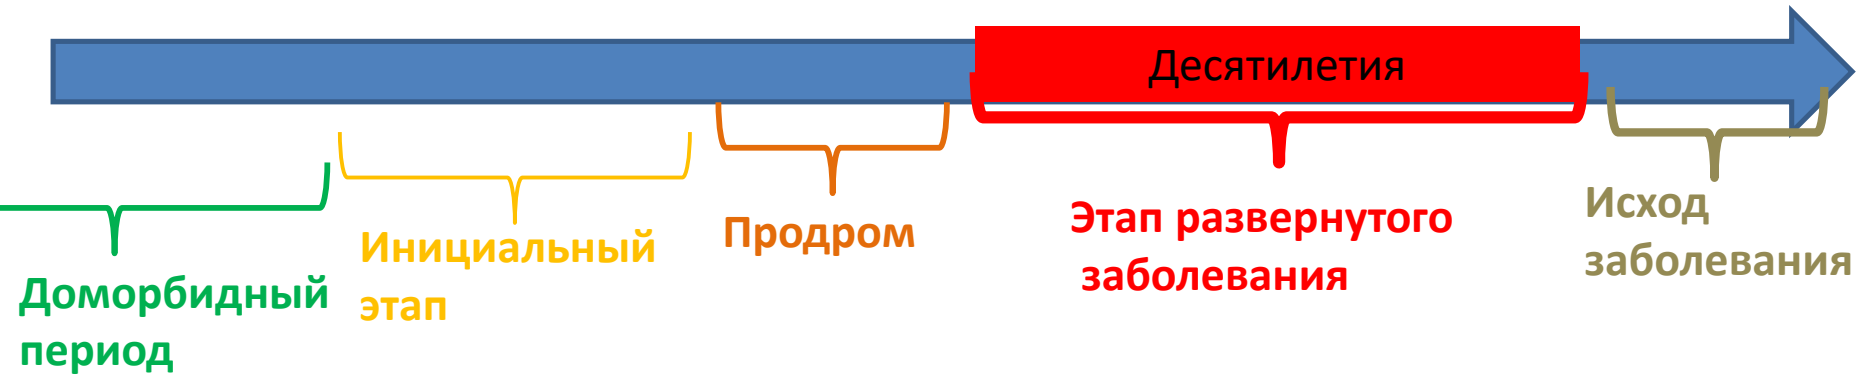 Десятилетия
Доморбидный
период
Инициальный
этап
Продром
Этап развернутого
заболевания
Исход
заболевания